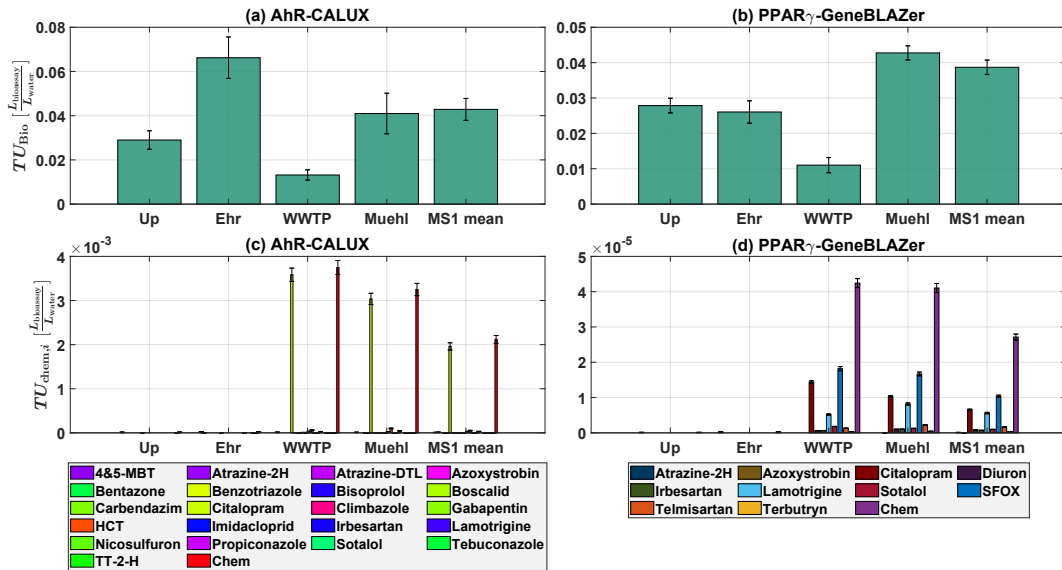 (a) AhR-CALUX
(b) PPARγ-GeneBLAZer
TU_Bio [L_bioassay/L_water]
0.08
0.06
0.04
0.02
0
Up Ehr WWTP Muehl MS1 mean
0.05
0.04
0.03
0.02
0.01
0
Up Ehr WWTP Muehl MS1 mean
(c) AhR-CALUX
(d) PPARγ-GeneBLAZer
TU_chem,i [L_bioassay/L_water]
× 10^-3
4
3
2
1
0
Up Ehr WWTP Muehl MS1 mean
× 10^-5
5
4
3
2
1
0
Up Ehr WWTP Muehl MS1 mean
4&5-MBT Atrazine-2H Atrazine-DTL Azoxystrobin
Bentazone Benzotriazole Bisoprolol Boscalid
Carbendazim Citalopram Climbazole Gabapentin
HCT Imidacloprid Irbesartan Lamotrigine
Nicosulfuron Propiconazole Sotalol Tebuconazole
TT-2-H Chem
Atrazine-2H Azoxystrobin Citalopram Diuron
Irbesartan Lamotrigine Sotalol SFOX
Telmisartan Terbutryn Chem